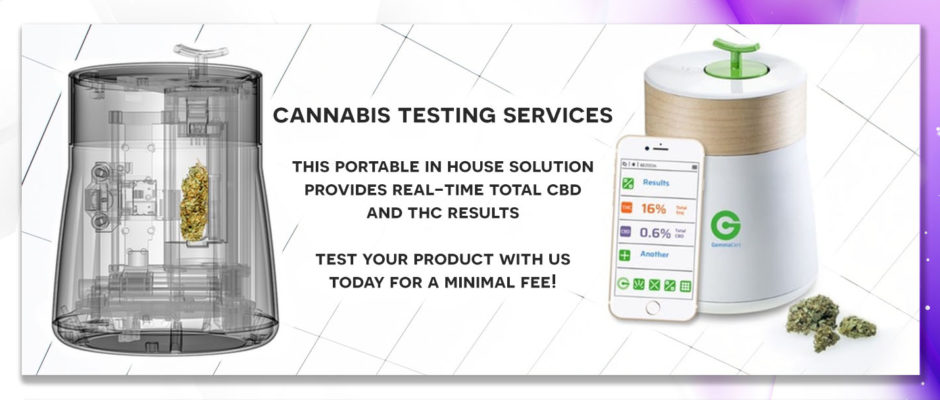 CANNABIS TESTING SERVICES
THIS PORTABLE IN HOUSE SOLUTION
PROVIDES REAL-TIME TOTAL CBD
AND THC RESULTS
TEST YOUR PRODUCT WITH US
TODAY FOR A MINIMAL FEE!
Results
THC 16% Total THC
CBD 0.6% Total CBD
Another
GemmaCert